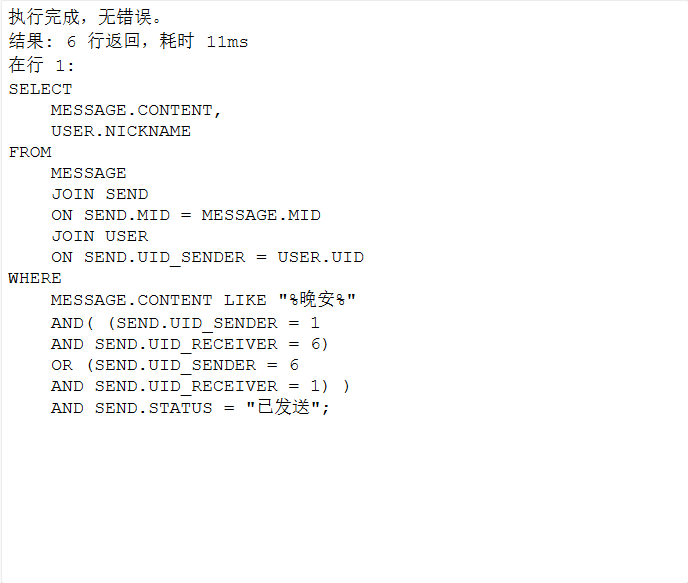 执行完成，无错误。
结果: 6 行返回，耗时 11ms
在行 1:
SELECT
    MESSAGE.CONTENT,
    USER.NICKNAME
FROM
    MESSAGE
    JOIN SEND
    ON SEND.MID = MESSAGE.MID
    JOIN USER
    ON SEND.UID_SENDER = USER.UID
WHERE
    MESSAGE.CONTENT LIKE "%晚安%"
    AND( (SEND.UID_SENDER = 1
    AND SEND.UID_RECEIVER = 6)
    OR (SEND.UID_SENDER = 6
    AND SEND.UID_RECEIVER = 1) )
    AND SEND.STATUS = "已发送";